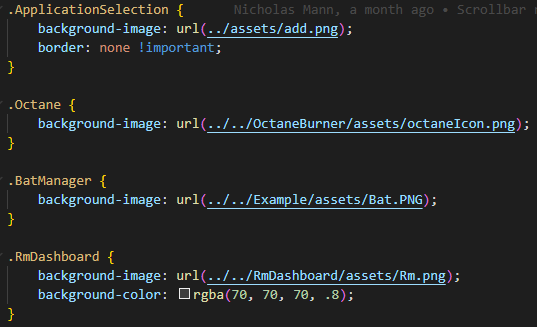 .ApplicationSelection {          Nicholas Mann, a month ago • Scrollbar
    background-image: url(../assets/add.png);
    border: none !important;
}
.Octane {
    background-image: url(../../OctaneBurner/assets/octaneIcon.png);
}
.BatManager {
    background-image: url(../../Example/assets/Bat.PNG);
}
.RmDashboard {
    background-image: url(../../RmDashboard/assets/Rm.png);
    background-color: rgba(70, 70, 70, .8);
}